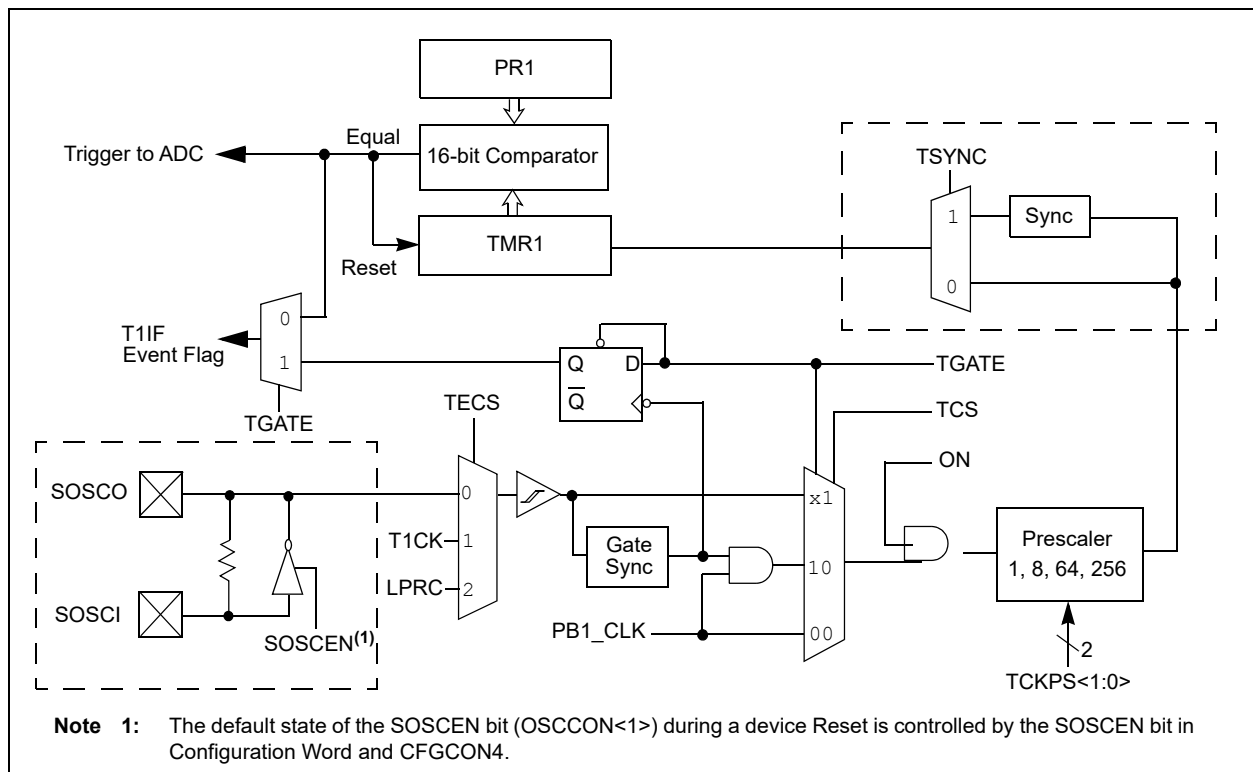 PR1
Equal
16-bit Comparator
Trigger to ADC
TMR1
Reset
TSYNC
1
Sync
0
T1IF
Event Flag
0
1
TGATE
Q
D
Q
TGATE
TECS
TCS
ON
SOSCO
SOSCI
SOSCEN(1)
0
T1CK
1
LPRC
2
Gate
Sync
PB1_CLK
x1
10
00
Prescaler
1, 8, 64, 256
2
TCKPS<1:0>
Note 1: The default state of the SOSCEN bit (OSCCON<1>) during a device Reset is controlled by the SOSCEN bit in
Configuration Word and CFGCON4.